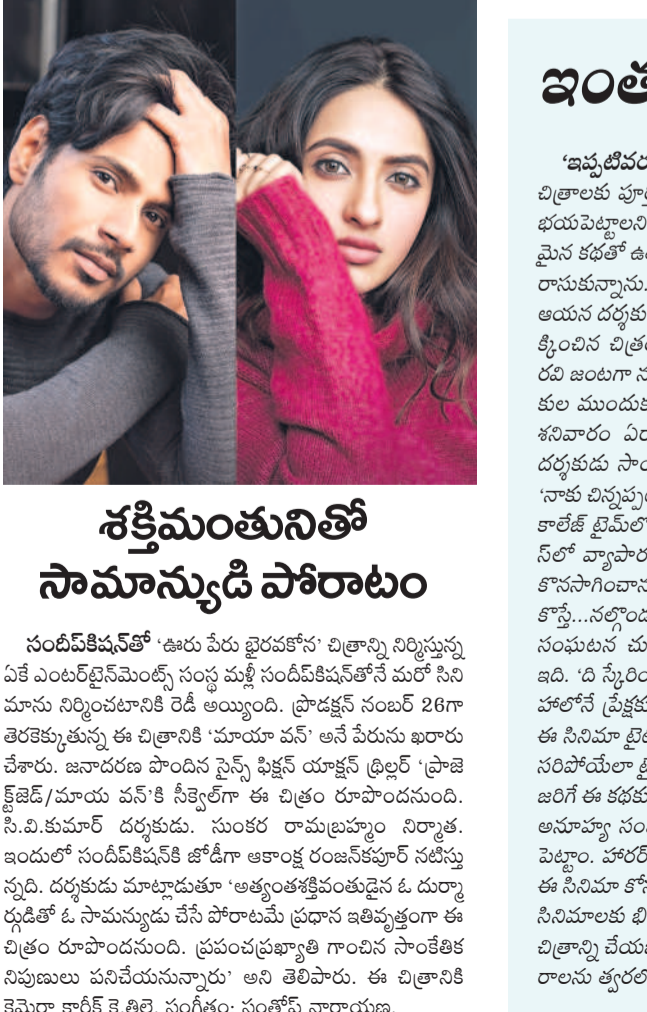 శక్తిమంతునితో
సామాన్యుడి పోరాటం
సందీప్‌కిషన్‌తో ‘ఊరు పేరు భైరవకోన’ చిత్రాన్ని నిర్మిస్తున్న
ఏకే ఎంటర్‌టైన్‌మెంట్స్ సంస్థ మళ్లీ సందీప్‌కిషన్‌తోనే మరో సిని
మాను నిర్మించటానికి రెడీ అయ్యింది. ప్రొడక్షన్ నంబర్ 26గా
తెరకెక్కుతున్న ఈ చిత్రానికి ‘మాయా వన్’ అనే పేరును ఖరారు
చేశారు. జనాదరణ పొందిన సైన్స్ ఫిక్షన్ యాక్షన్ థ్రిల్లర్ ‘ప్రాజె
క్ట్‌జెడ్/మాయ వన్’కి సీక్వెల్‌గా ఈ చిత్రం రూపొందనుంది.
సి.వి.కుమార్ దర్శకుడు. సుంకర రామబ్రహ్మం నిర్మాత.
ఇందులో సందీప్‌కిషన్‌కి జోడీగా ఆకాంక్ష రంజన్‌కపూర్ నటిస్తు
న్నది. దర్శకుడు మాట్లాడుతూ ‘అత్యంతశక్తివంతుడైన ఓ దుర్మా
ర్గుడితో ఓ సామన్యుడు చేసే పోరాటమే ప్రధాన ఇతివృత్తంగా ఈ
చిత్రం రూపొందనుంది. ప్రపంచప్రఖ్యాతి గాంచిన సాంకేతిక
నిపుణులు పనిచేయనున్నారు’ అని తెలిపారు. ఈ చిత్రానికి
కెమెరా కార్తీక్ కె.తిల్లై, సంగీతం: సంతోష్ నారాయణ.
ఇంత
‘ఇప్పటివర
చిత్రాలకు పూర్
భయపెట్టాలని
మైన కథతో ఉం
రాసుకున్నాను.
ఆయన దర్శకు
క్కించిన చిత్రం
రవి జంటగా న
కుల ముందుకు
శనివారం ఏర
దర్శకుడు సాం
‘నాకు చిన్నప్ప
కాలేజ్ టైమ్‌లో
స్‌లో వ్యాపార
కొనసాగించాన
కొస్తే...నల్గొండ
సంఘటన చు
ఇది. ‘ది స్కేరిం
హాలోనే ప్రేక్షకు
ఈ సినిమా టైట
సరిపోయేలా టై
జరిగే ఈ కథకు
అనూహ్య సం
పెట్టాం. హారర్
ఈ సినిమా కోస
సినిమాలకు భి
చిత్రాన్ని చేయ
రాలను త్వరలో